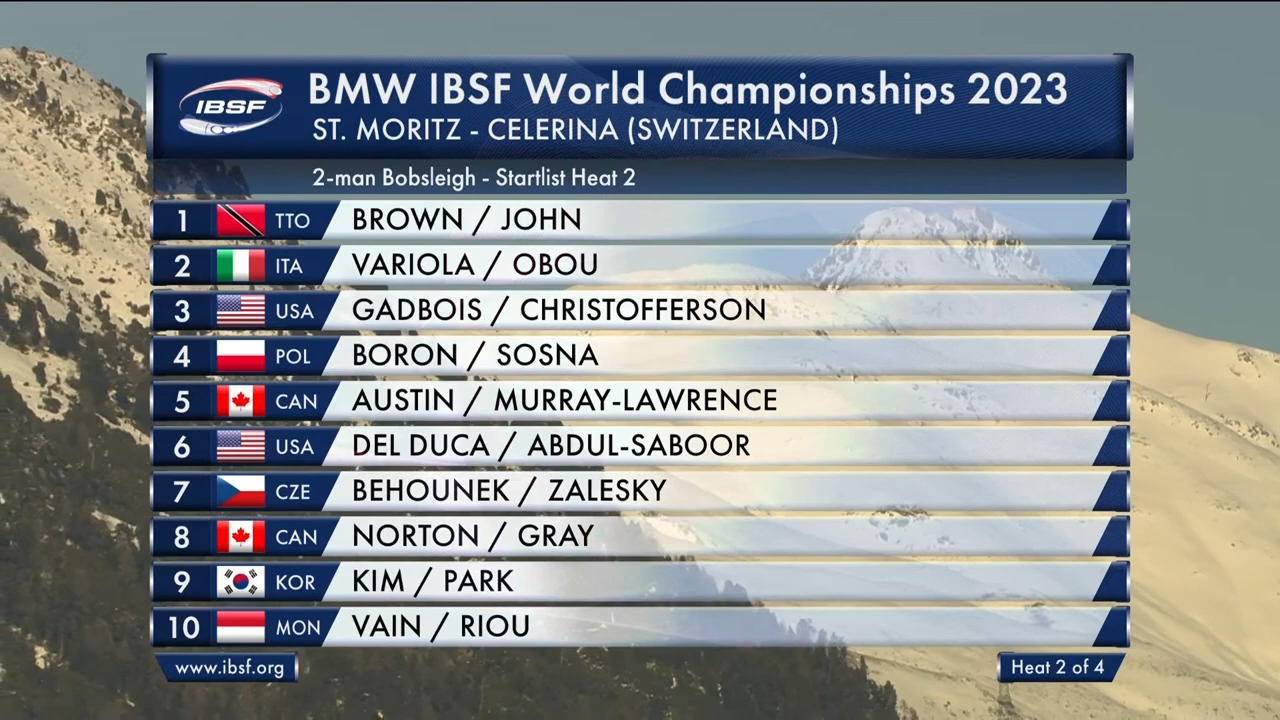 IBSF
BMW IBSF World Championships 2023
ST. MORITZ - CELERINA (SWITZERLAND)
2-man Bobsleigh - Startlist Heat 2
1 TTO BROWN / JOHN
2 ITA VARIOLA / OBOU
3 USA GADBOIS / CHRISTOFFERSON
4 POL BORON / SOSNA
5 CAN AUSTIN / MURRAY-LAWRENCE
6 USA DEL DUCA / ABDUL-SABOOR
7 CZE BEHOUNEK / ZALESKY
8 CAN NORTON / GRAY
9 KOR KIM / PARK
10 MON VAIN / RIOU
www.ibsf.org
Heat 2 of 4